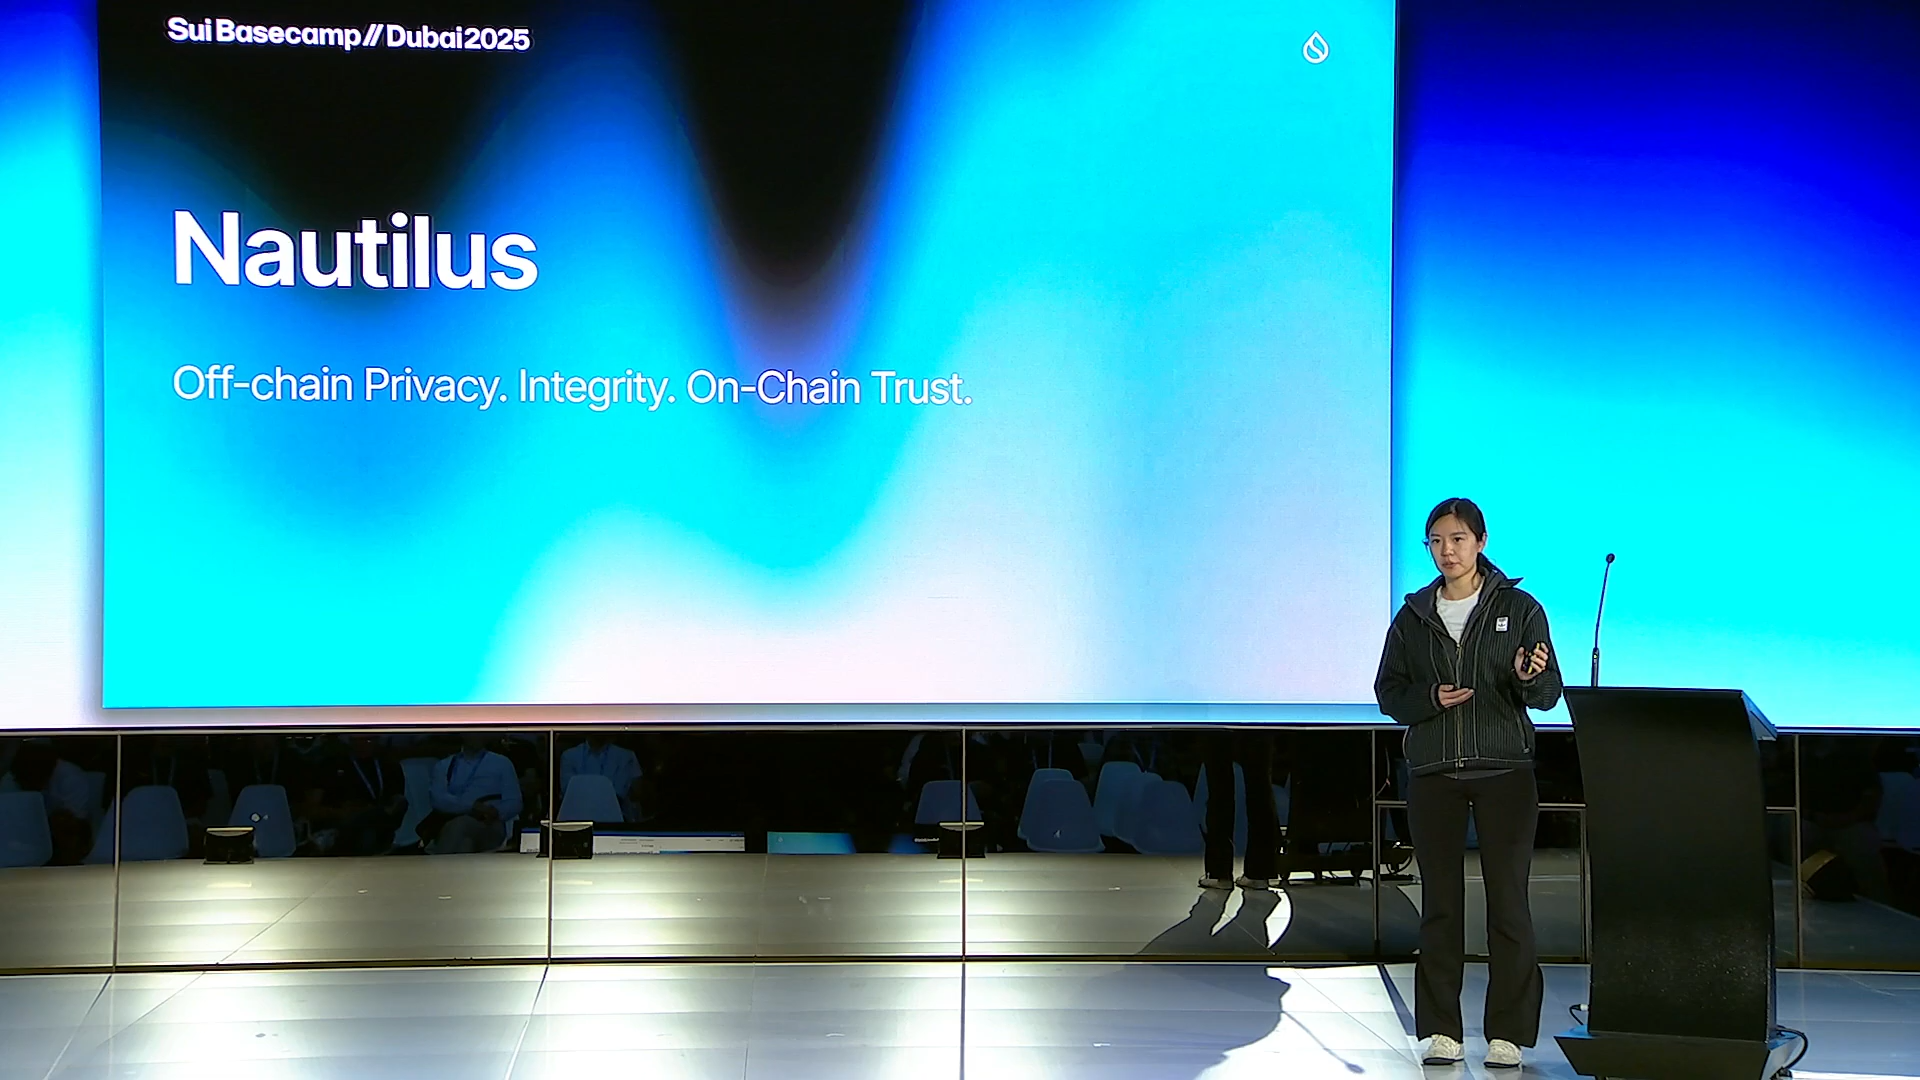 Sui Basecamp // Dubai 2025
Nautilus
Off-chain Privacy. Integrity. On-Chain Trust.